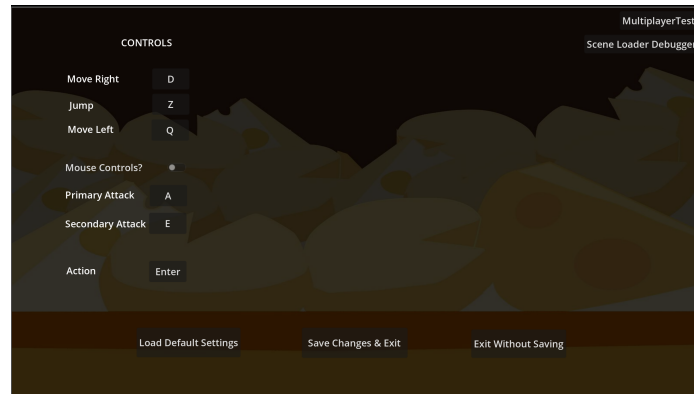 MultiplayerTest
Scene Loader Debugger
CONTROLS
Move Right D
Jump Z
Move Left Q
Mouse Controls?
Primary Attack A
Secondary Attack E
Action Enter
Load Default Settings Save Changes & Exit Exit Without Saving